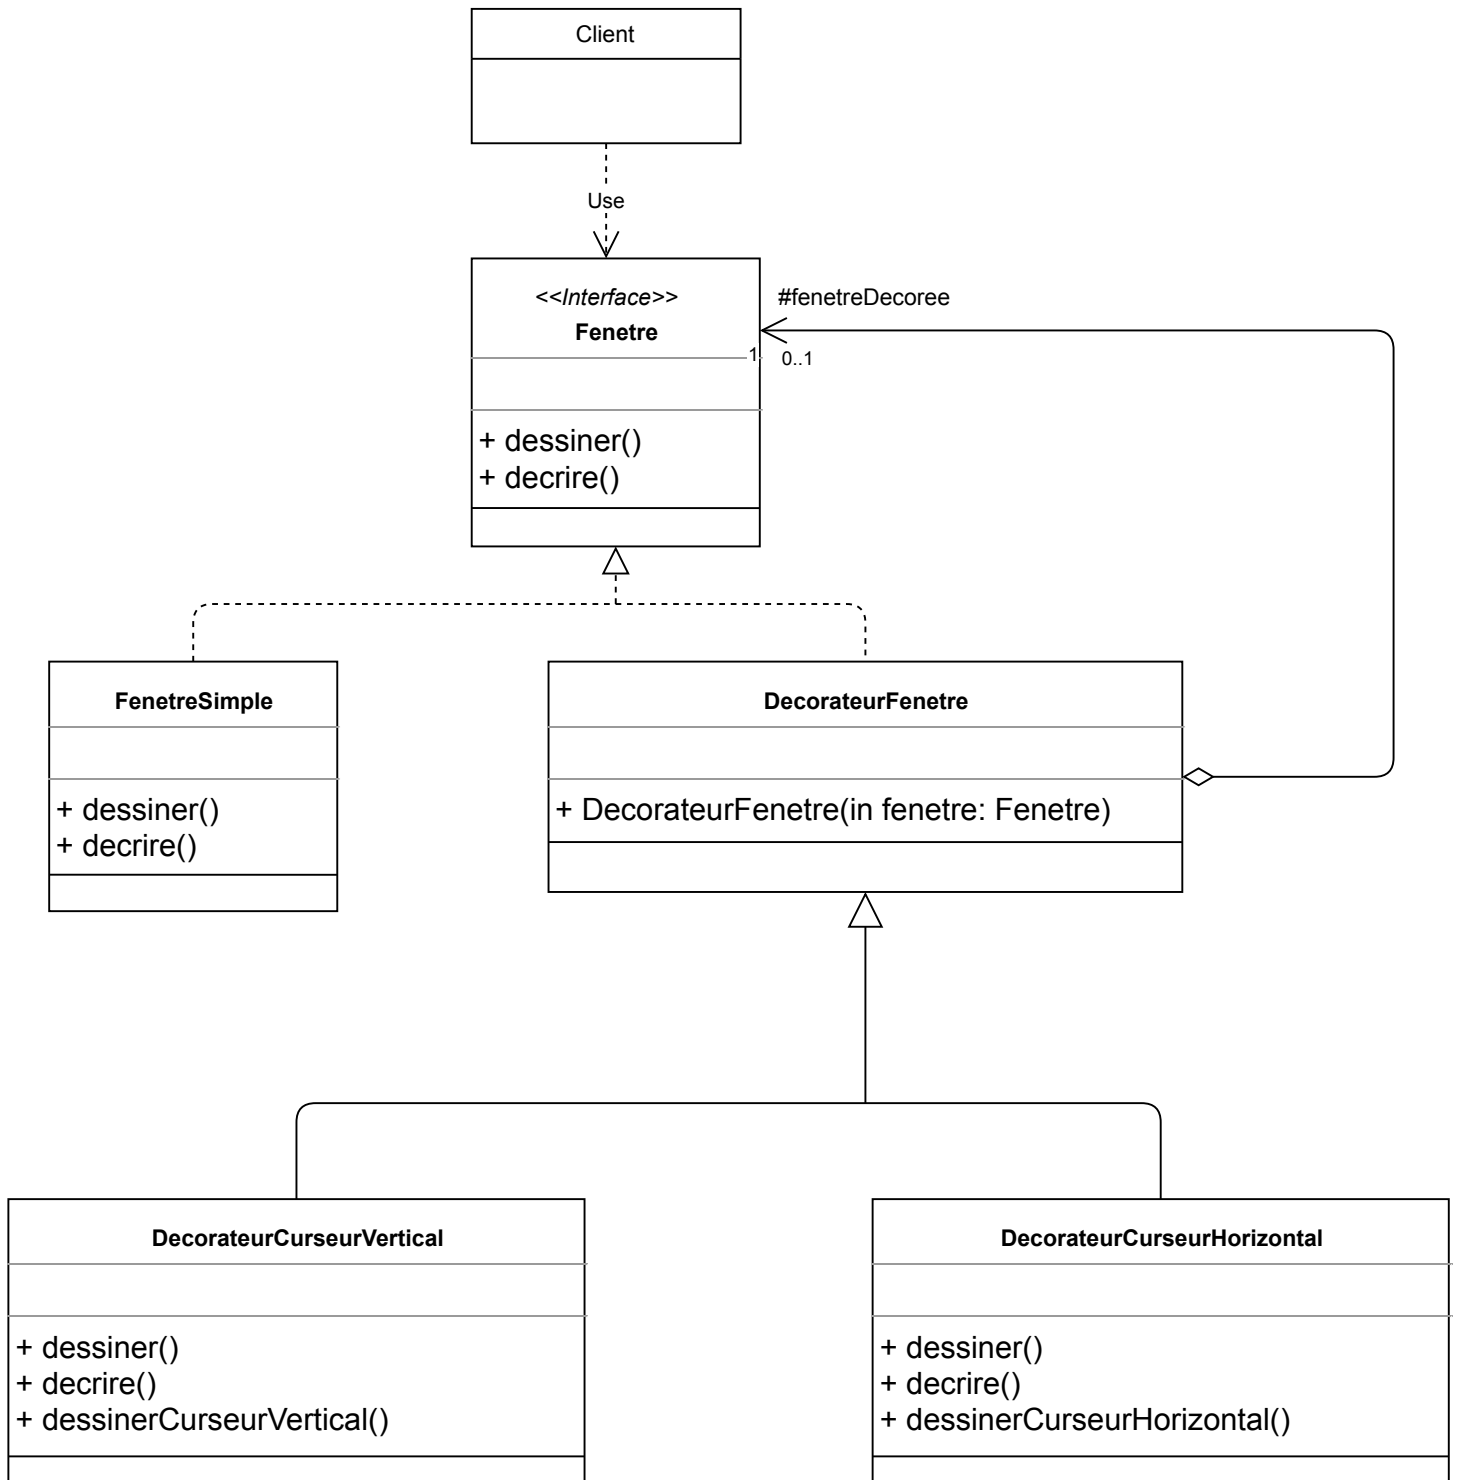 Client
Use
<<Interface>>
Fenetre
#fenetreDecoree
1
0..1
+ dessiner()
+ decrire()
FenetreSimple
+ dessiner()
+ decrire()
DecorateurFenetre
+ DecorateurFenetre(in fenetre: Fenetre)
DecorateurCurseurVertical
+ dessiner()
+ decrire()
+ dessinerCurseurVertical()
DecorateurCurseurHorizontal
+ dessiner()
+ decrire()
+ dessinerCurseurHorizontal()